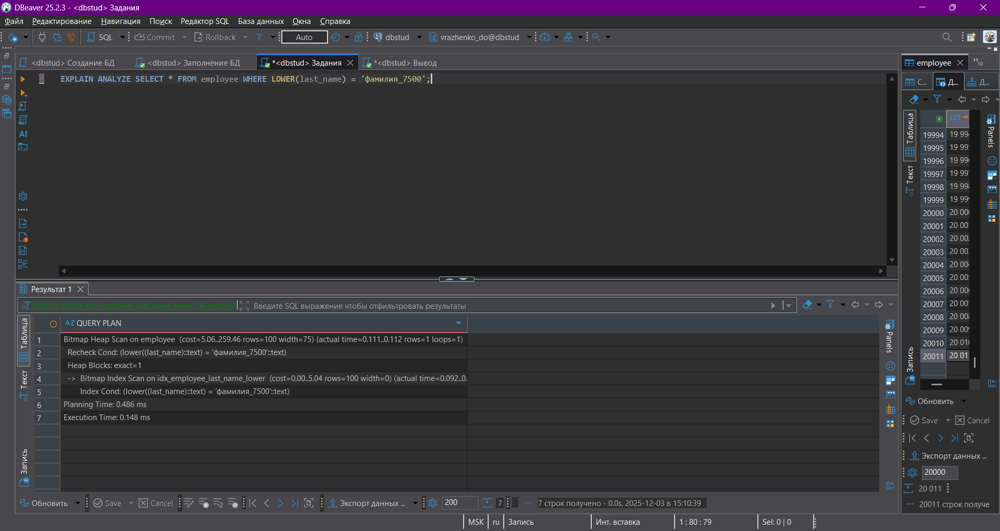 DBeaver 25.2.3 - <dbstud> Задания
Файл Редактирование Навигация Поиск Редактор SQL База данных Окна Справка
SQL Commit Rollback T Auto dbstud vrazhenko_do@dbstud
<dbstud> Создание БД <dbstud> Заполнение БД *<dbstud> Задания *<dbstud> Вывод
EXPLAIN ANALYZE SELECT * FROM employee WHERE LOWER(last_name) = 'фамилия_7500';
AI
Результат 1
CREATE INDEX idx_employee_last_name_lower ON employ Введите SQL выражение чтобы отфильтровать результаты
Таблица
Текст
Запись
A-Z QUERY PLAN
1 Bitmap Heap Scan on employee (cost=5.06..259.46 rows=100 width=75) (actual time=0.111..0.112 rows=1 loops=1)
2 Recheck Cond: (lower((last_name)::text) = 'фамилия_7500'::text)
3 Heap Blocks: exact=1
4 -> Bitmap Index Scan on idx_employee_last_name_lower (cost=0.00..5.04 rows=100 width=0) (actual time=0.092..0.
5 Index Cond: (lower((last_name)::text) = 'фамилия_7500'::text)
6 Planning Time: 0.486 ms
7 Execution Time: 0.148 ms
Panels
Обновить Save Cancel Экспорт данных ... 200 7 ... 7 строк получено - 0.0s, 2025-12-03 в 15:10:39
employee »10
С... Д... Д...
Таблица
Текст
Запись
123
19994 19 994
19995 19 995
19996 19 996
19997 19 997
19998 19 998
19999 19 999
20000 20 00
20001 20 00
20002 20 00
20003 20 00
20004 20 00
20005 20 00
20006 20 00
20007 20 00
20008 20 00
20009 20 00
20010 20 01
20011 20 01
Panels
Обновить
Save Cancel
Экспорт данных ...
20000
20 011
... 20011 строк получе
MSK ru Запись Инт. вставка 1 : 80 : 79 Sel: 0 | 0